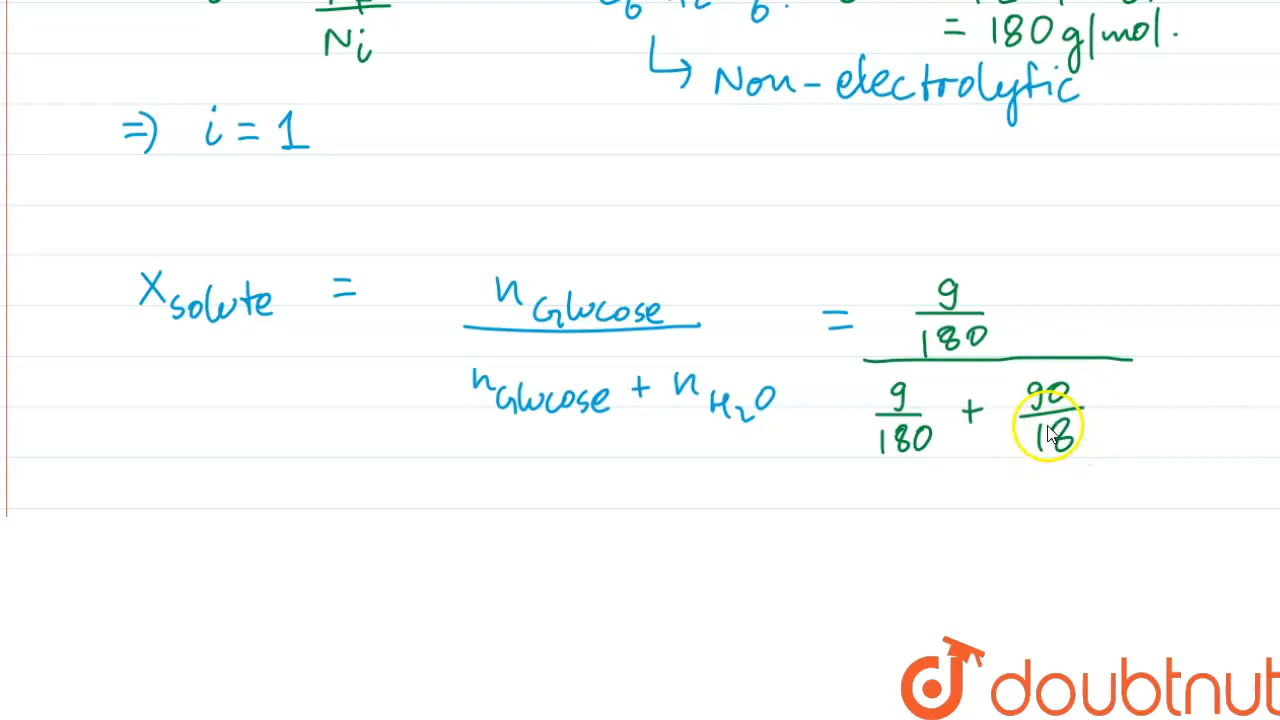 = 180 g/mol.
Ni
↳ Non-electrolytic
⇒ i = 1
X solute = n Glucose / n Glucose + n H₂O = 9/180 / 9/180 + 90/18
doubtnut